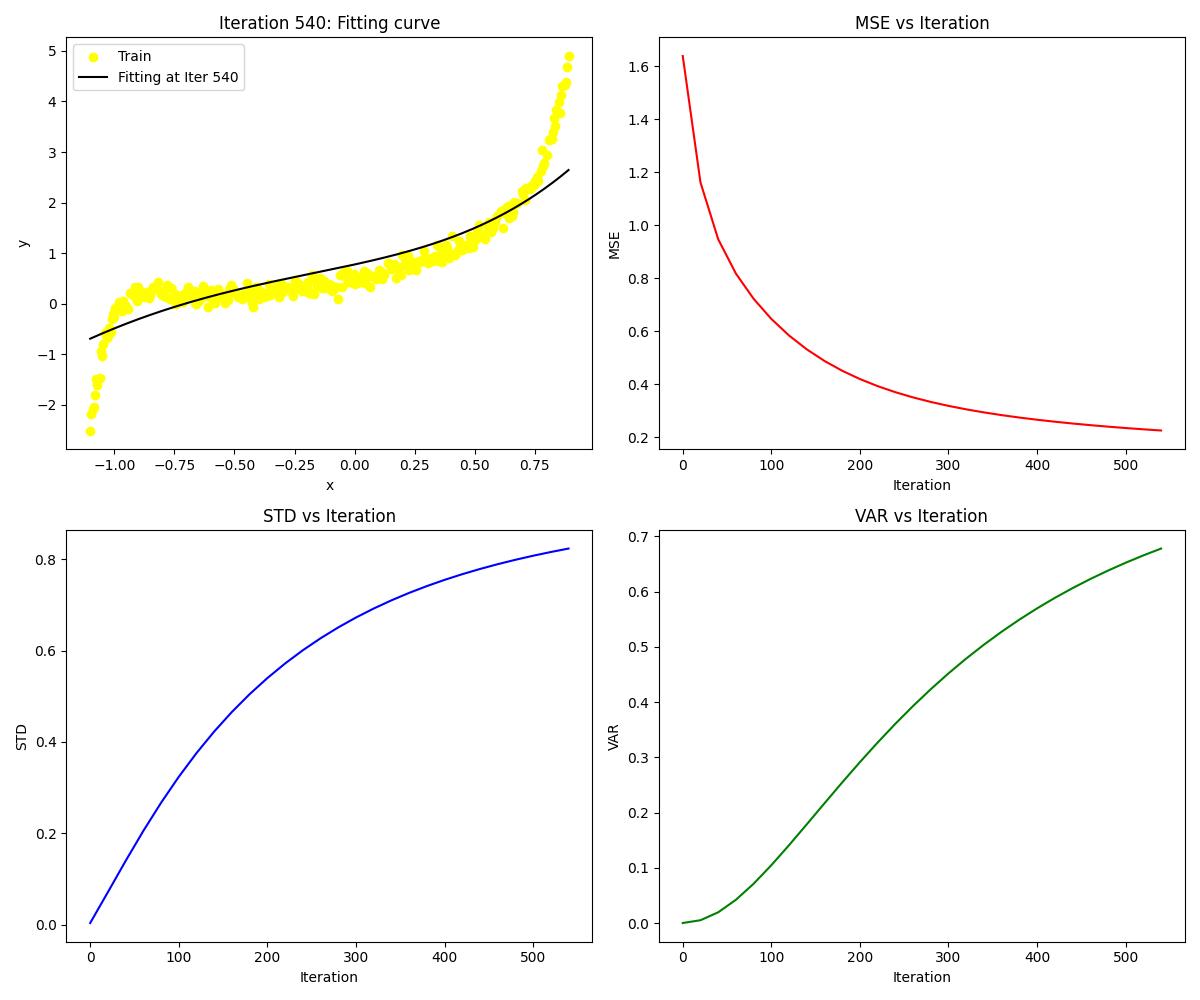 Iteration 540: Fitting curve
Train
Fitting at Iter 540
5
4
3
2
1
0
−1
−2
y
−1.00 −0.75 −0.50 −0.25 0.00 0.25 0.50 0.75
x
MSE vs Iteration
1.6
1.4
1.2
1.0
0.8
0.6
0.4
0.2
MSE
0 100 200 300 400 500
Iteration
STD vs Iteration
0.8
0.6
0.4
0.2
0.0
STD
0 100 200 300 400 500
Iteration
VAR vs Iteration
0.7
0.6
0.5
0.4
0.3
0.2
0.1
0.0
VAR
0 100 200 300 400 500
Iteration